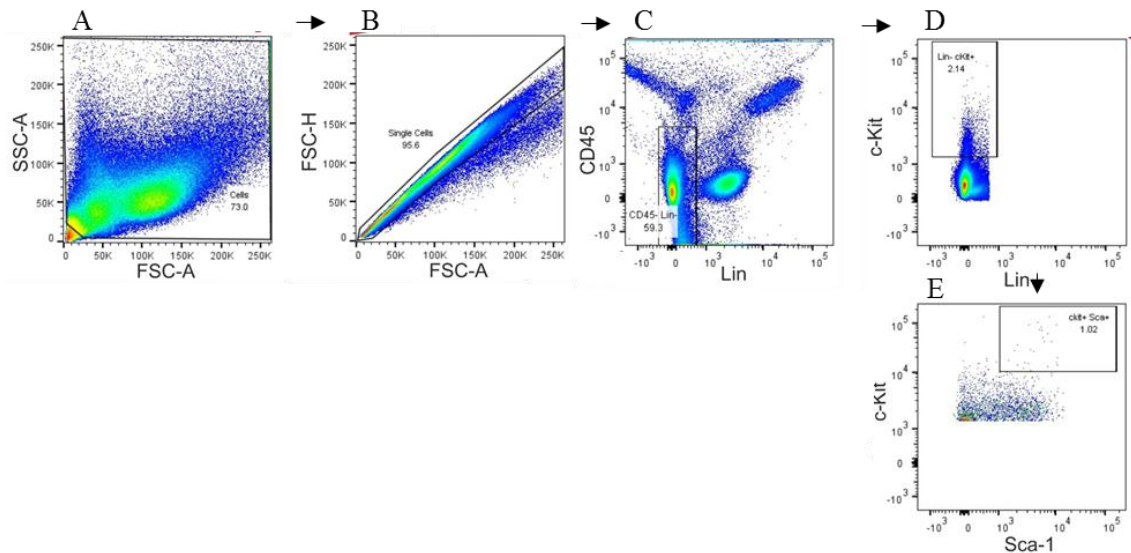 A
B
C
D
250K
200K
150K
100K
50K
0
SSC-A
Cells
73.0
0
50K
100K
150K
200K
250K
FSC-A
250K
200K
150K
100K
50K
0
FSC-H
Single Cells
95.6
0
50K
100K
150K
200K
250K
FSC-A
10^5
10^4
10^3
0
-10^3
CD45
CD45- Lin-
59.3
-10^3
0
10^3
10^4
10^5
Lin
10^5
10^4
10^3
0
-10^3
c-Kit
Lin- cKit+
2.14
-10^3
0
10^3
10^4
10^5
Lin
E
10^5
10^4
10^3
0
-10^3
c-Kit
ckit+ Sca+
1.02
-10^3
0
10^3
10^4
10^5
Sca-1